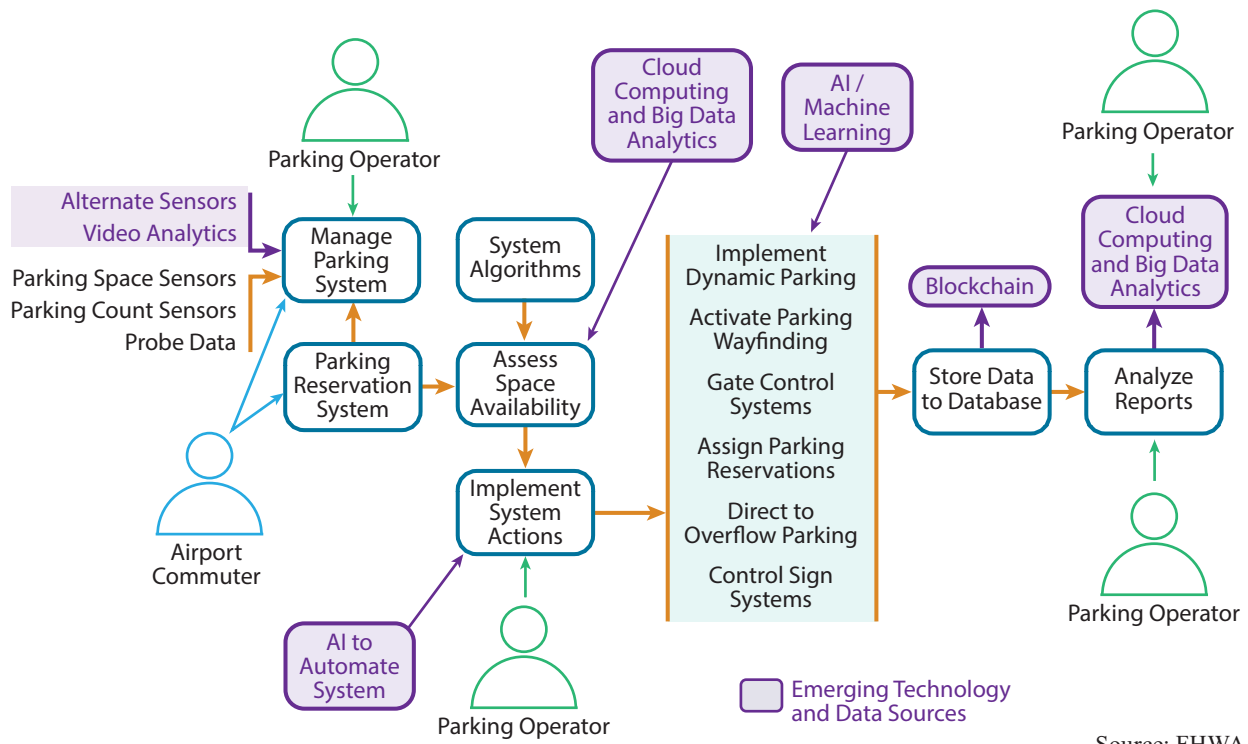 Parking Operator
Alternate Sensors
Video Analytics
Parking Space Sensors
Parking Count Sensors
Probe Data
Manage
Parking
System
Parking
Reservation
System
Airport
Commuter
System
Algorithms
Assess
Space
Availability
Implement
System
Actions
AI to
Automate
System
Parking Operator
Cloud
Computing
and Big Data
Analytics
AI /
Machine
Learning
Implement
Dynamic Parking
Activate Parking
Wayfinding
Gate Control
Systems
Assign Parking
Reservations
Direct to
Overflow Parking
Control Sign
Systems
Blockchain
Store Data
to Database
Parking Operator
Cloud
Computing
and Big Data
Analytics
Analyze
Reports
Parking Operator
Emerging Technology
and Data Sources
Source: FHWA